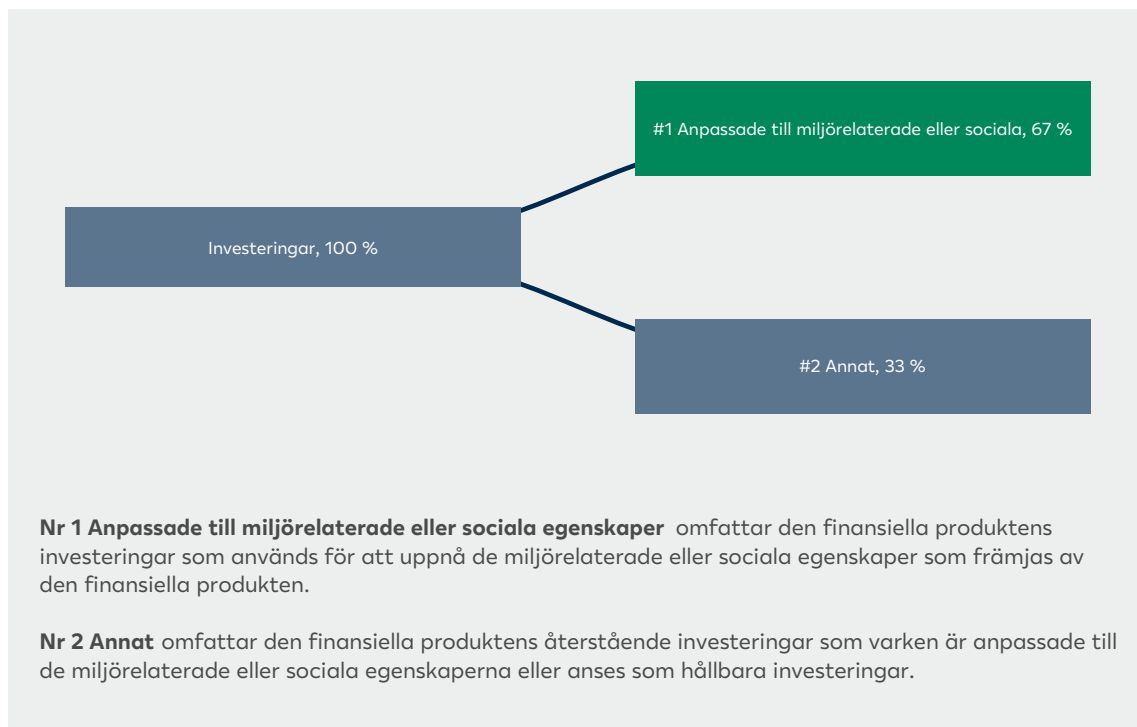 #1 Anpassade till miljörelaterade eller sociala, 67 %
Investeringar, 100 %
#2 Annat, 33 %
Nr 1 Anpassade till miljörelaterade eller sociala egenskaper omfattar den finansiella produktens
investeringar som används för att uppnå de miljörelaterade eller sociala egenskaper som främjas av
den finansiella produkten.
Nr 2 Annat omfattar den finansiella produktens återstående investeringar som varken är anpassade till
de miljörelaterade eller sociala egenskaperna eller anses som hållbara investeringar.